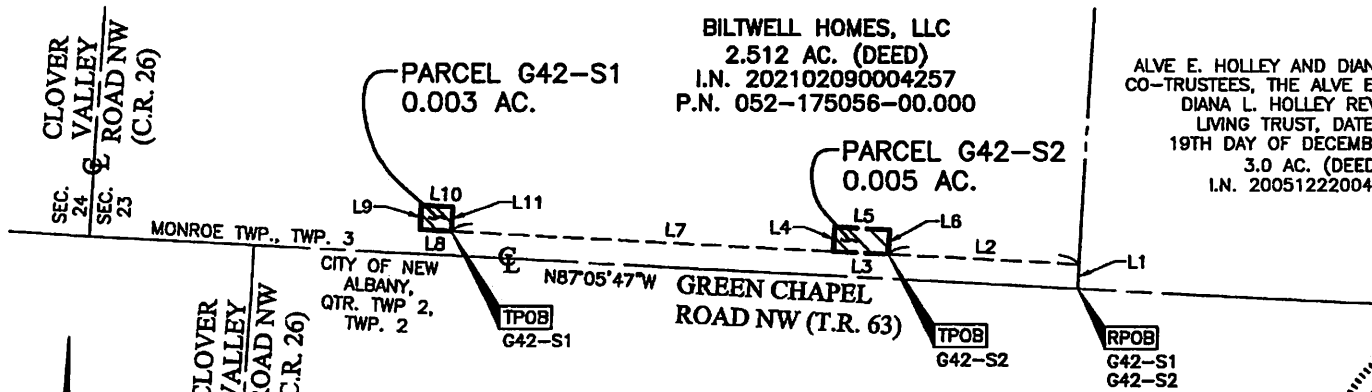 CLOVER
VALLEY
ROAD NW
(C.R. 26)
℄
SEC.
24
SEC.
23
PARCEL G42-S1
0.003 AC.
BILTWELL HOMES, LLC
2.512 AC. (DEED)
I.N. 202102090004257
P.N. 052-175056-00.000
ALVE E. HOLLEY AND DIAN
CO-TRUSTEES, THE ALVE E
DIANA L. HOLLEY REV
LIVING TRUST, DATE
19TH DAY OF DECEMB
3.0 AC. (DEED
I.N. 20051222004
PARCEL G42-S2
0.005 AC.
L9
L10
L11
L8
L7
L4
L5
L6
L3
L2
L1
MONROE TWP., TWP. 3
CITY OF NEW
ALBANY,
QTR. TWP 2,
TWP. 2
℄
N87°05'47"W
GREEN CHAPEL
ROAD NW (T.R. 63)
TPOB
G42-S1
TPOB
G42-S2
RPOB
G42-S1
G42-S2
CLOVER
VALLEY
ROAD NW
(C.R. 26)